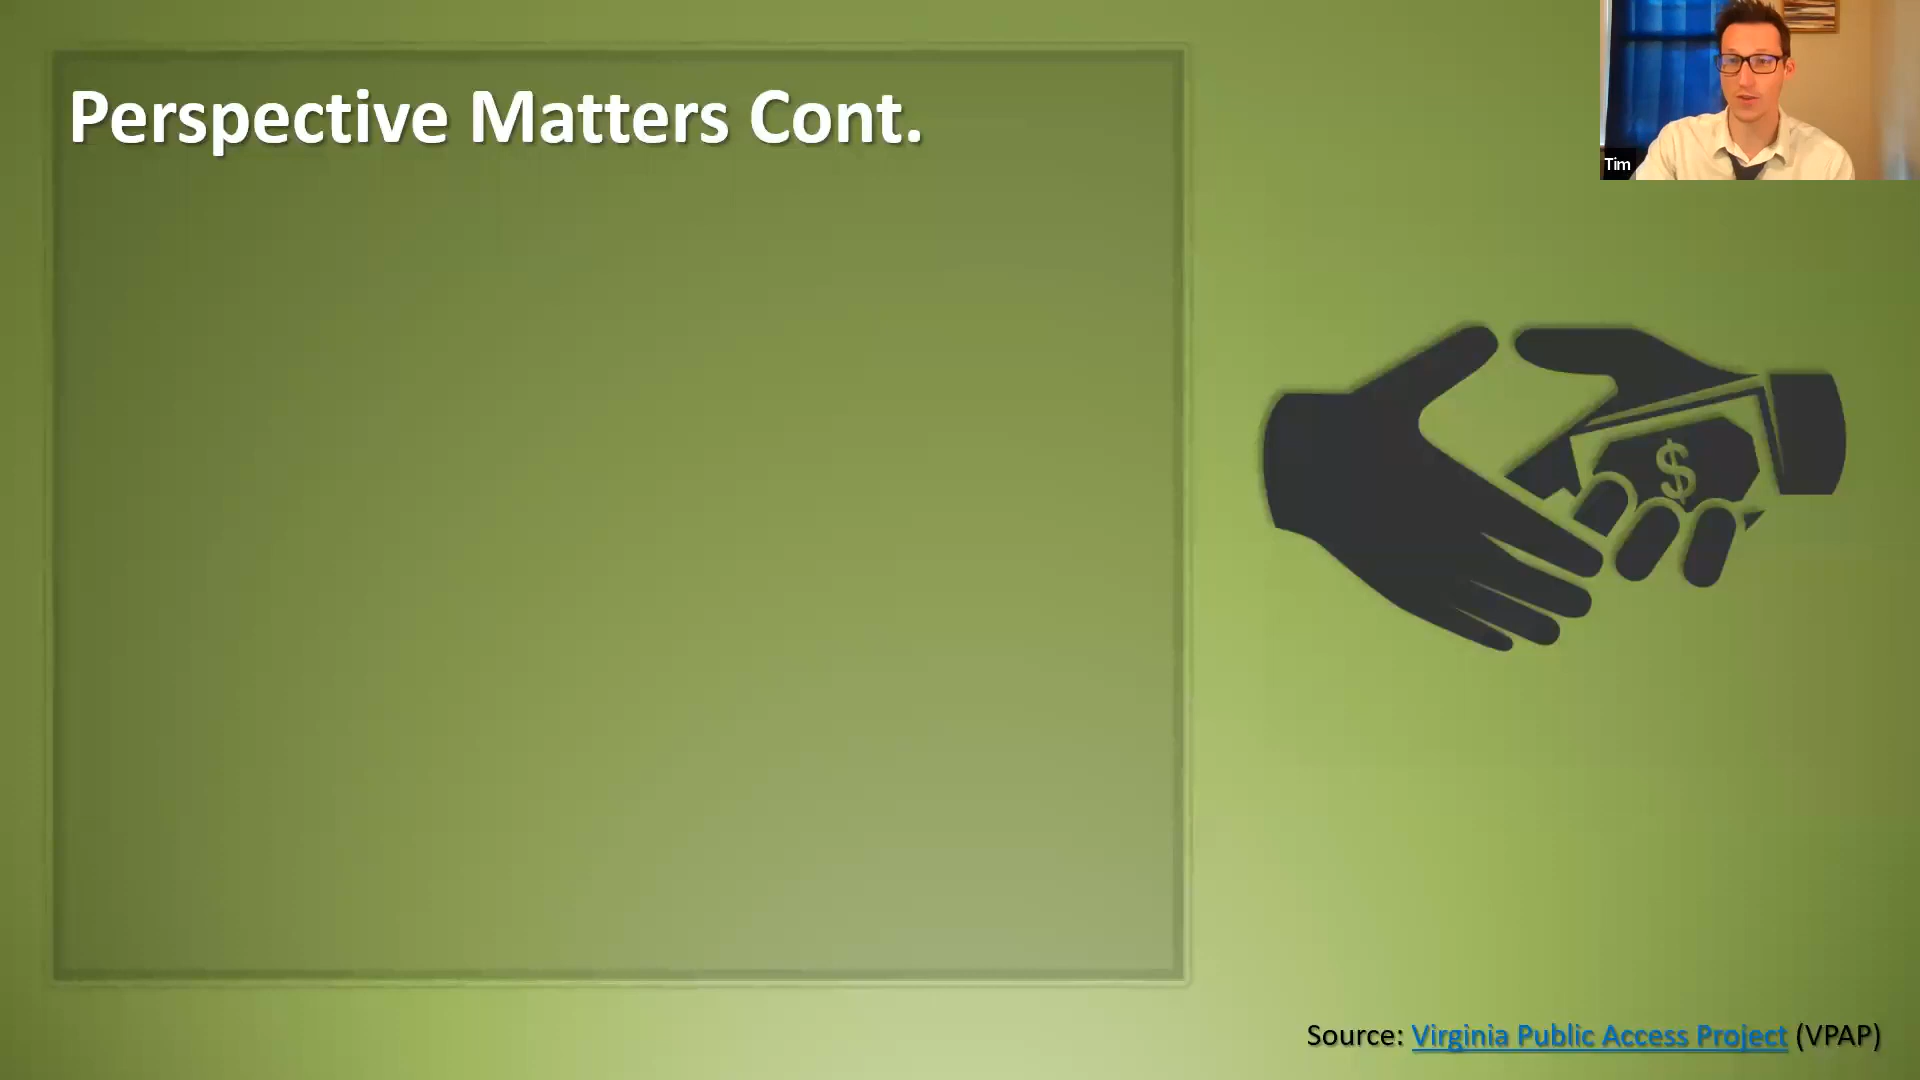 Perspective Matters Cont.
Tim
$
Source: Virginia Public Access Project (VPAP)